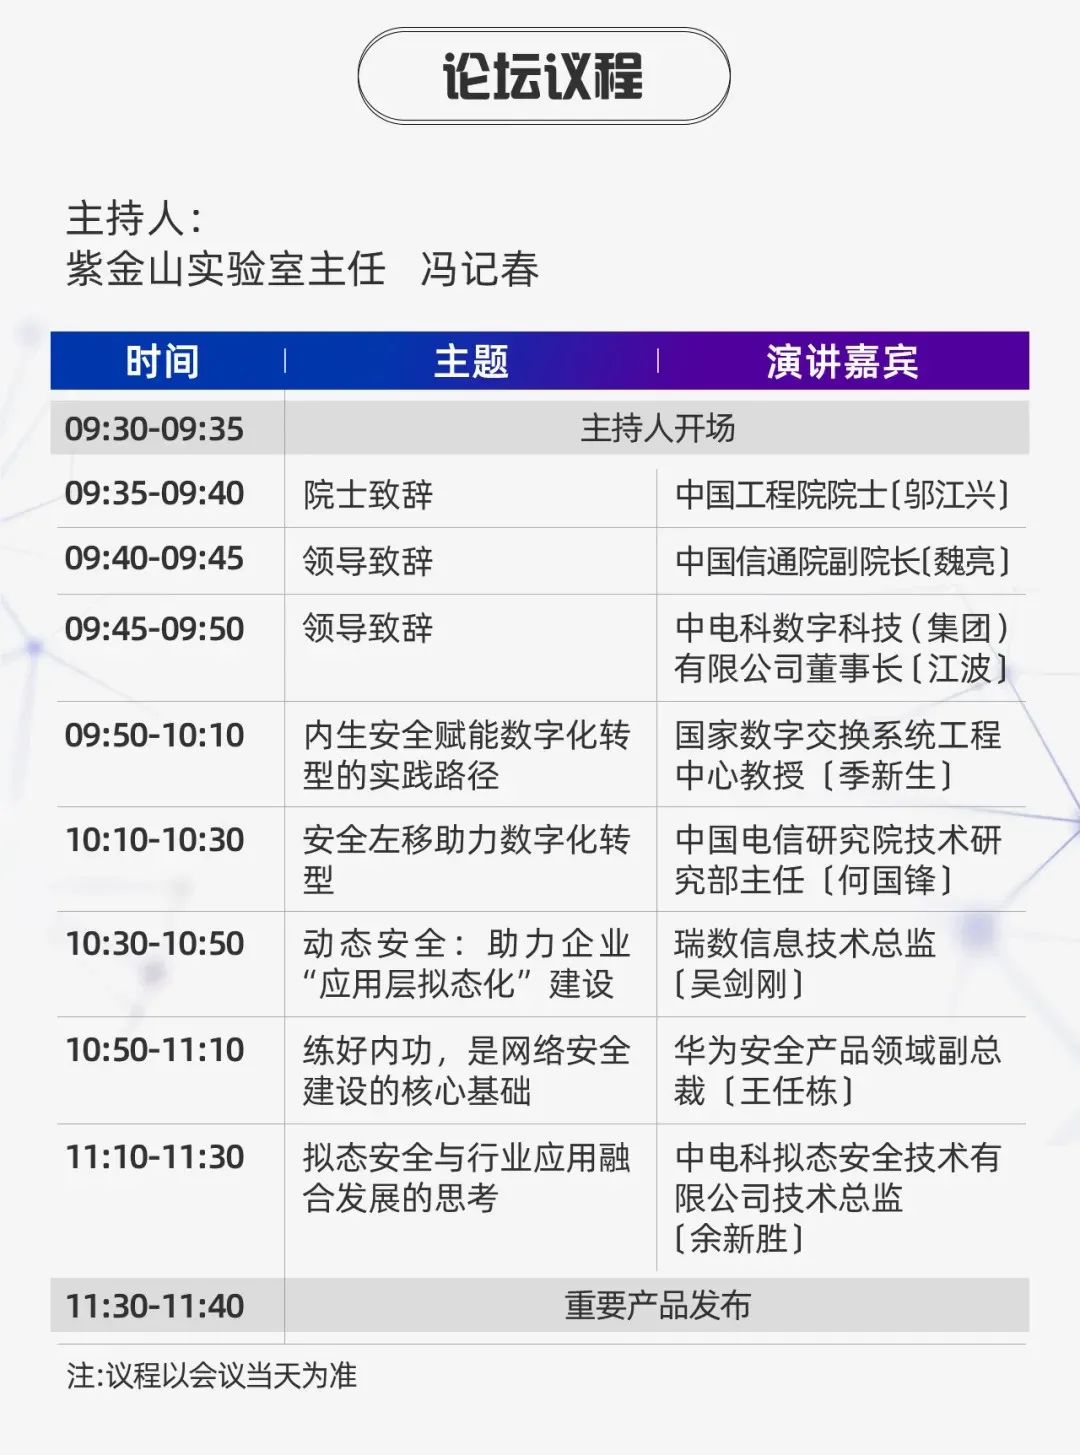 论坛议程
主持人：
紫金山实验室主任 冯记春
时间 主题 演讲嘉宾
09:30-09:35 主持人开场
09:35-09:40 院士致辞 中国工程院院士〔邬江兴〕
09:40-09:45 领导致辞 中国信通院副院长〔魏亮〕
09:45-09:50 领导致辞 中电科数字科技（集团）
有限公司董事长〔江波〕
09:50-10:10 内生安全赋能数字化转 国家数字交换系统工程
型的实践路径 中心教授〔季新生〕
10:10-10:30 安全左移助力数字化转 中国电信研究院技术研
型 究部主任〔何国锋〕
10:30-10:50 动态安全：助力企业 瑞数信息技术总监
“应用层拟态化”建设 〔吴剑刚〕
10:50-11:10 练好内功，是网络安全 华为安全产品领域副总
建设的核心基础 裁〔王任栋〕
11:10-11:30 拟态安全与行业应用融 中电科拟态安全技术有
合发展的思考 限公司技术总监
〔余新胜〕
11:30-11:40 重要产品发布
注:议程以会议当天为准